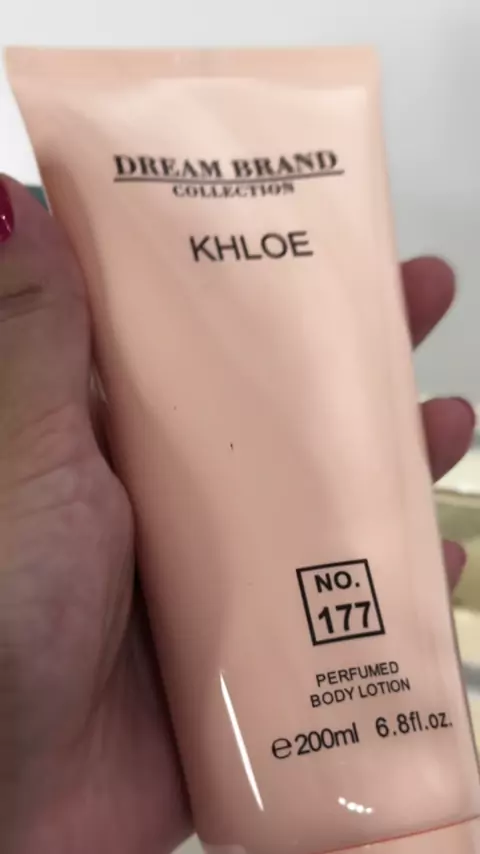 DREAM BRAND
COLLECTION
KHLOE
NO.
177
PERFUMED
BODY LOTION
℮200ml 6.8fl.oz.